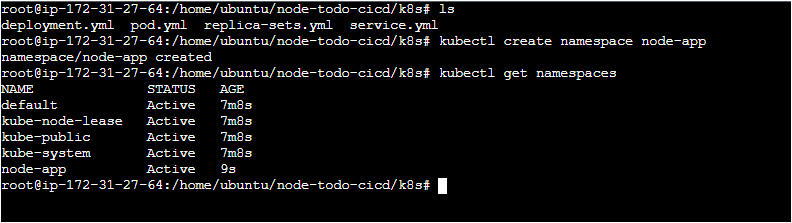 root@ip-172-31-27-64:/home/ubuntu/node-todo-cicd/k8s# ls
deployment.yml  pod.yml  replica-sets.yml  service.yml
root@ip-172-31-27-64:/home/ubuntu/node-todo-cicd/k8s# kubectl create namespace node-app
namespace/node-app created
root@ip-172-31-27-64:/home/ubuntu/node-todo-cicd/k8s# kubectl get namespaces
NAME              STATUS   AGE
default           Active   7m8s
kube-node-lease   Active   7m8s
kube-public       Active   7m8s
kube-system       Active   7m8s
node-app          Active   9s
root@ip-172-31-27-64:/home/ubuntu/node-todo-cicd/k8s#